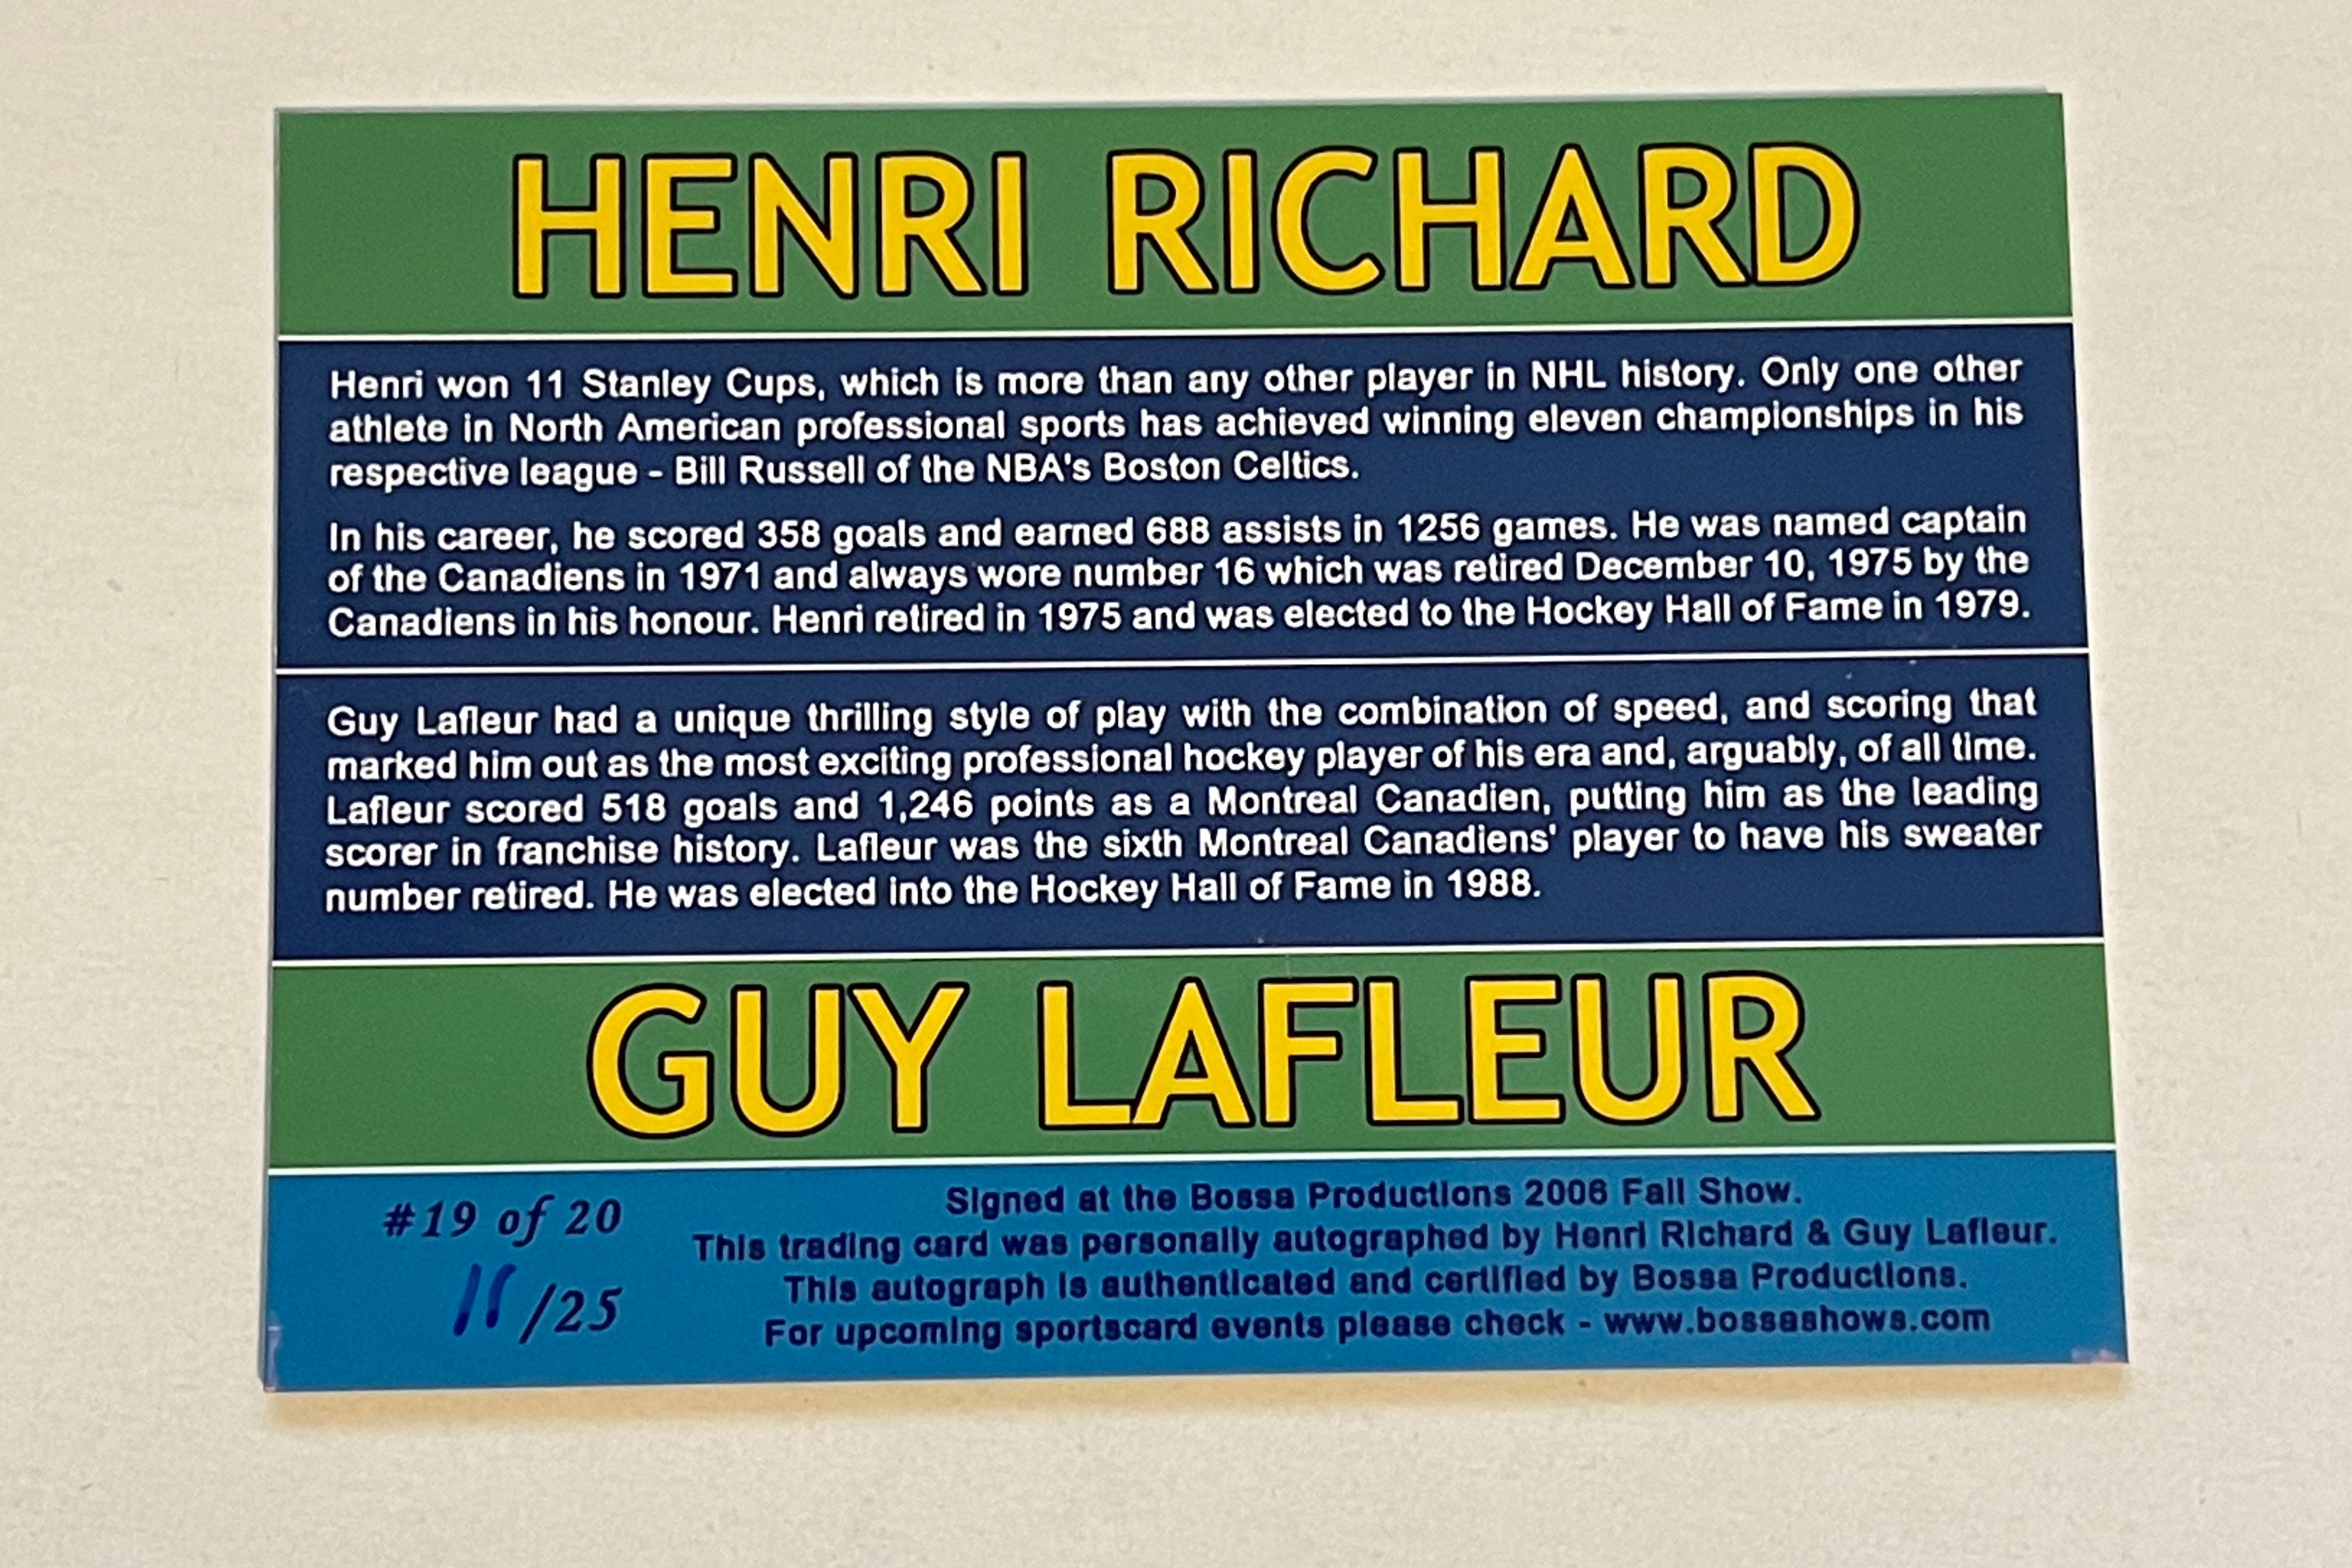 HENRI RICHARD
Henri won 11 Stanley Cups, which is more than any other player in NHL history. Only one other
athlete in North American professional sports has achieved winning eleven championships in his
respective league - Bill Russell of the NBA's Boston Celtics.
In his career, he scored 358 goals and earned 688 assists in 1256 games. He was named captain
of the Canadiens in 1971 and always wore number 16 which was retired December 10, 1975 by the
Canadiens in his honour. Henri retired in 1975 and was elected to the Hockey Hall of Fame in 1979.
Guy Lafleur had a unique thrilling style of play with the combination of speed, and scoring that
marked him out as the most exciting professional hockey player of his era and, arguably, of all time.
Lafleur scored 518 goals and 1,246 points as a Montreal Canadien, putting him as the leading
scorer in franchise history. Lafleur was the sixth Montreal Canadiens' player to have his sweater
number retired. He was elected into the Hockey Hall of Fame in 1988.
GUY LAFLEUR
#19 of 20
11/25
Signed at the Bossa Productions 2006 Fall Show.
This trading card was personally autographed by Henri Richard & Guy Lafleur.
This autograph is authenticated and certified by Bossa Productions.
For upcoming sportscard events please check - www.bossashows.com